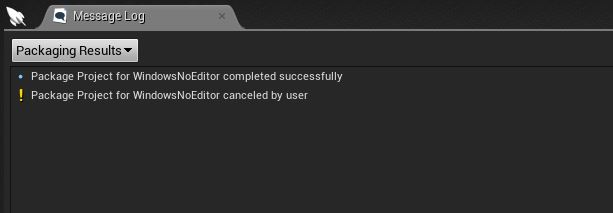 Message Log
Packaging Results
Package Project for WindowsNoEditor completed successfully
Package Project for WindowsNoEditor canceled by user